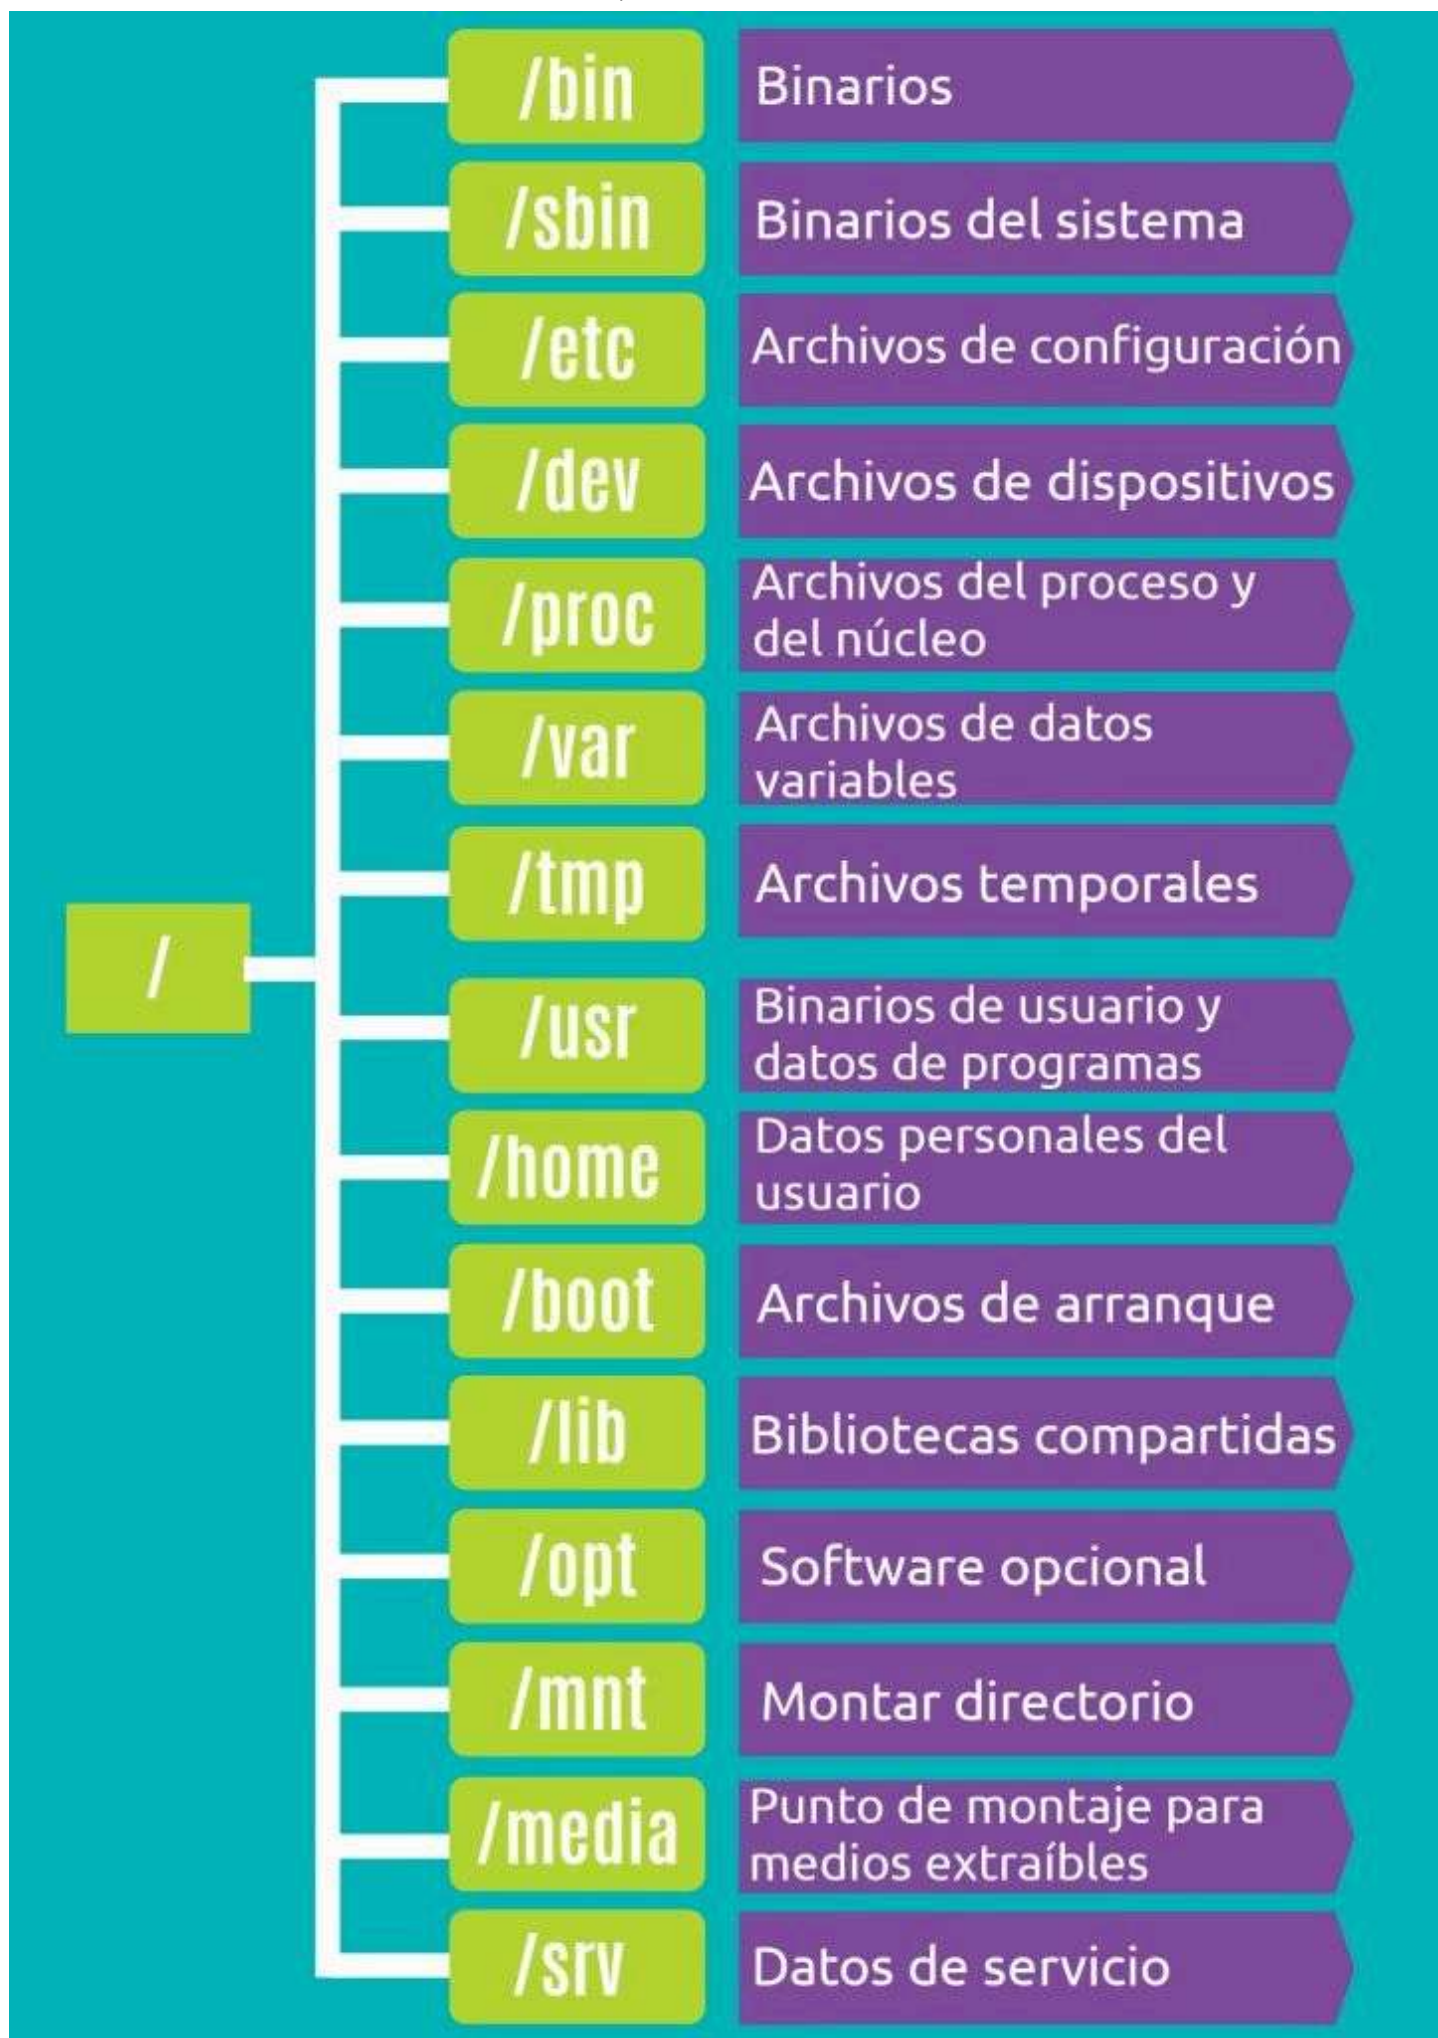 /bin
Binarios
/sbin
Binarios del sistema
/etc
Archivos de configuración
/dev
Archivos de dispositivos
/proc
Archivos del proceso y
del núcleo
/var
Archivos de datos
variables
/tmp
Archivos temporales
/
/usr
Binarios de usuario y
datos de programas
/home
Datos personales del
usuario
/boot
Archivos de arranque
/lib
Bibliotecas compartidas
/opt
Software opcional
/mnt
Montar directorio
/media
Punto de montaje para
medios extraíbles
/srv
Datos de servicio